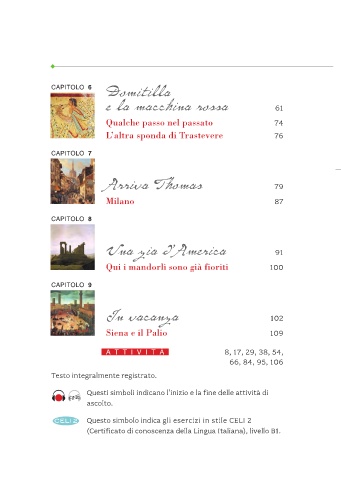 CAPITOLO 6
Domitilla
e la macchina rossa 61
Qualche passo nel passato 74
L'altra sponda di Trastevere 76
CAPITOLO 7
Arriva Thomas 79
Milano 87
CAPITOLO 8
Una zia d'America 91
Qui i mandorli sono già fioriti 100
CAPITOLO 9
In vacanza 102
Siena e il Palio 109
ATTIVITÀ 8, 17, 29, 38, 54,
66, 84, 95, 106
Testo integralmente registrato.
Questi simboli indicano l'inizio e la fine delle attività di
ascolto.
CELI 2 Questo simbolo indica gli esercizi in stile CELI 2
(Certificato di conoscenza della Lingua Italiana), livello B1.